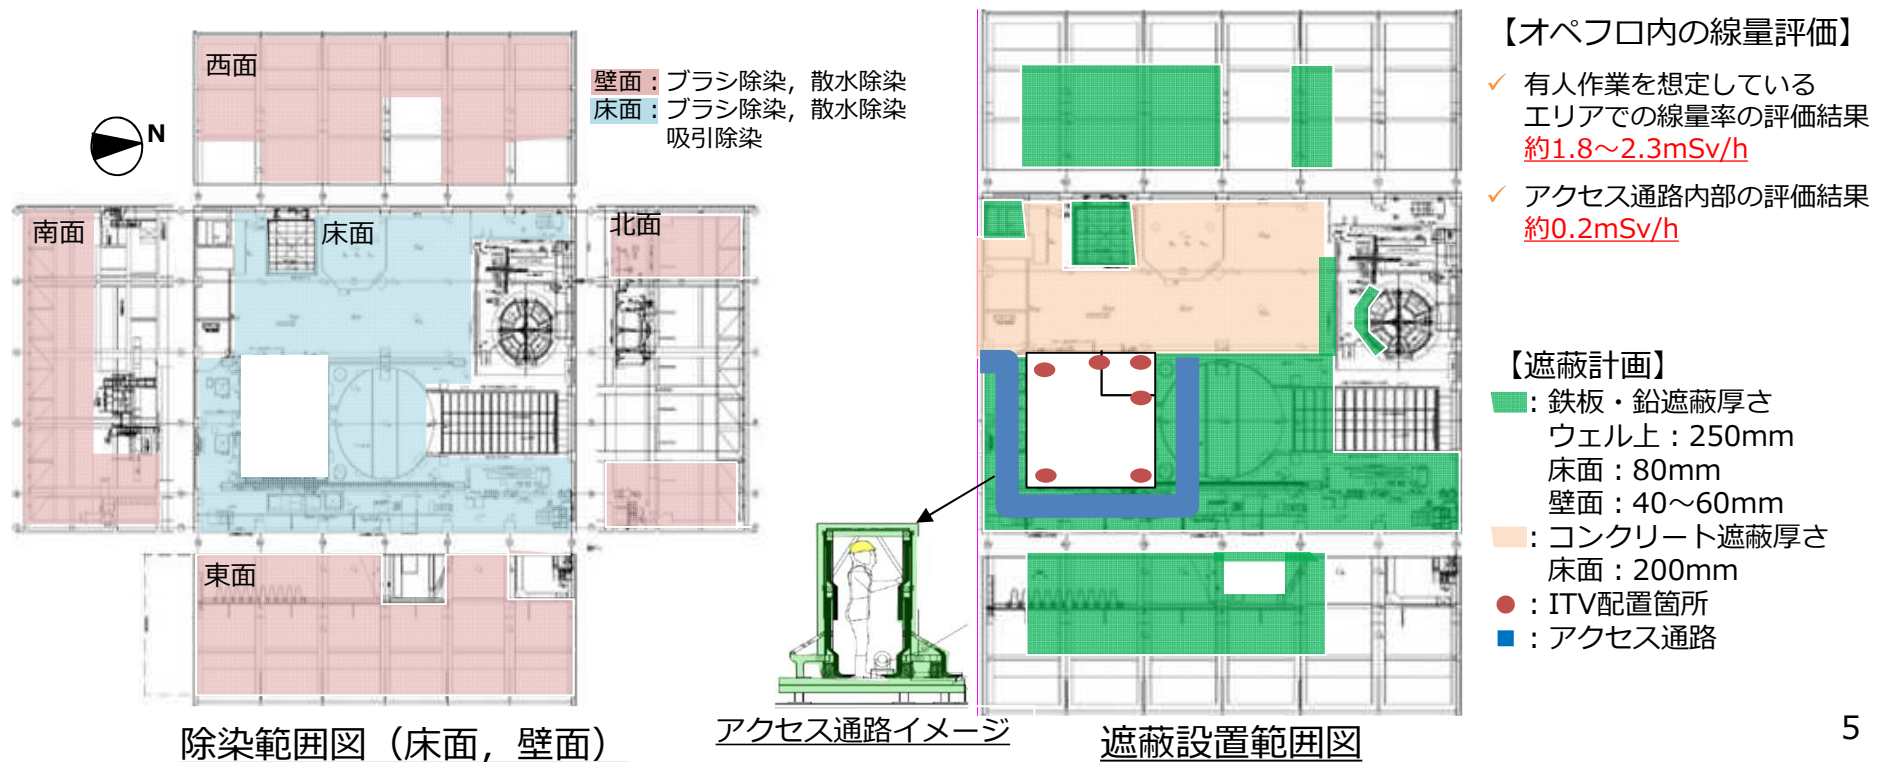 西面
壁面：ブラシ除染，散水除染
床面：ブラシ除染，散水除染
吸引除染
N
南面
床面
北面
東面
除染範囲図（床面，壁面）
アクセス通路イメージ
遮蔽設置範囲図
【オペフロ内の線量評価】
✓ 有人作業を想定している
エリアでの線量率の評価結果
約1.8～2.3mSv/h
✓ アクセス通路内部の評価結果
約0.2mSv/h
【遮蔽計画】
：鉄板・鉛遮蔽厚さ
ウェル上：250mm
床面：80mm
壁面：40～60mm
：コンクリート遮蔽厚さ
床面：200mm
：ITV配置箇所
：アクセス通路
5